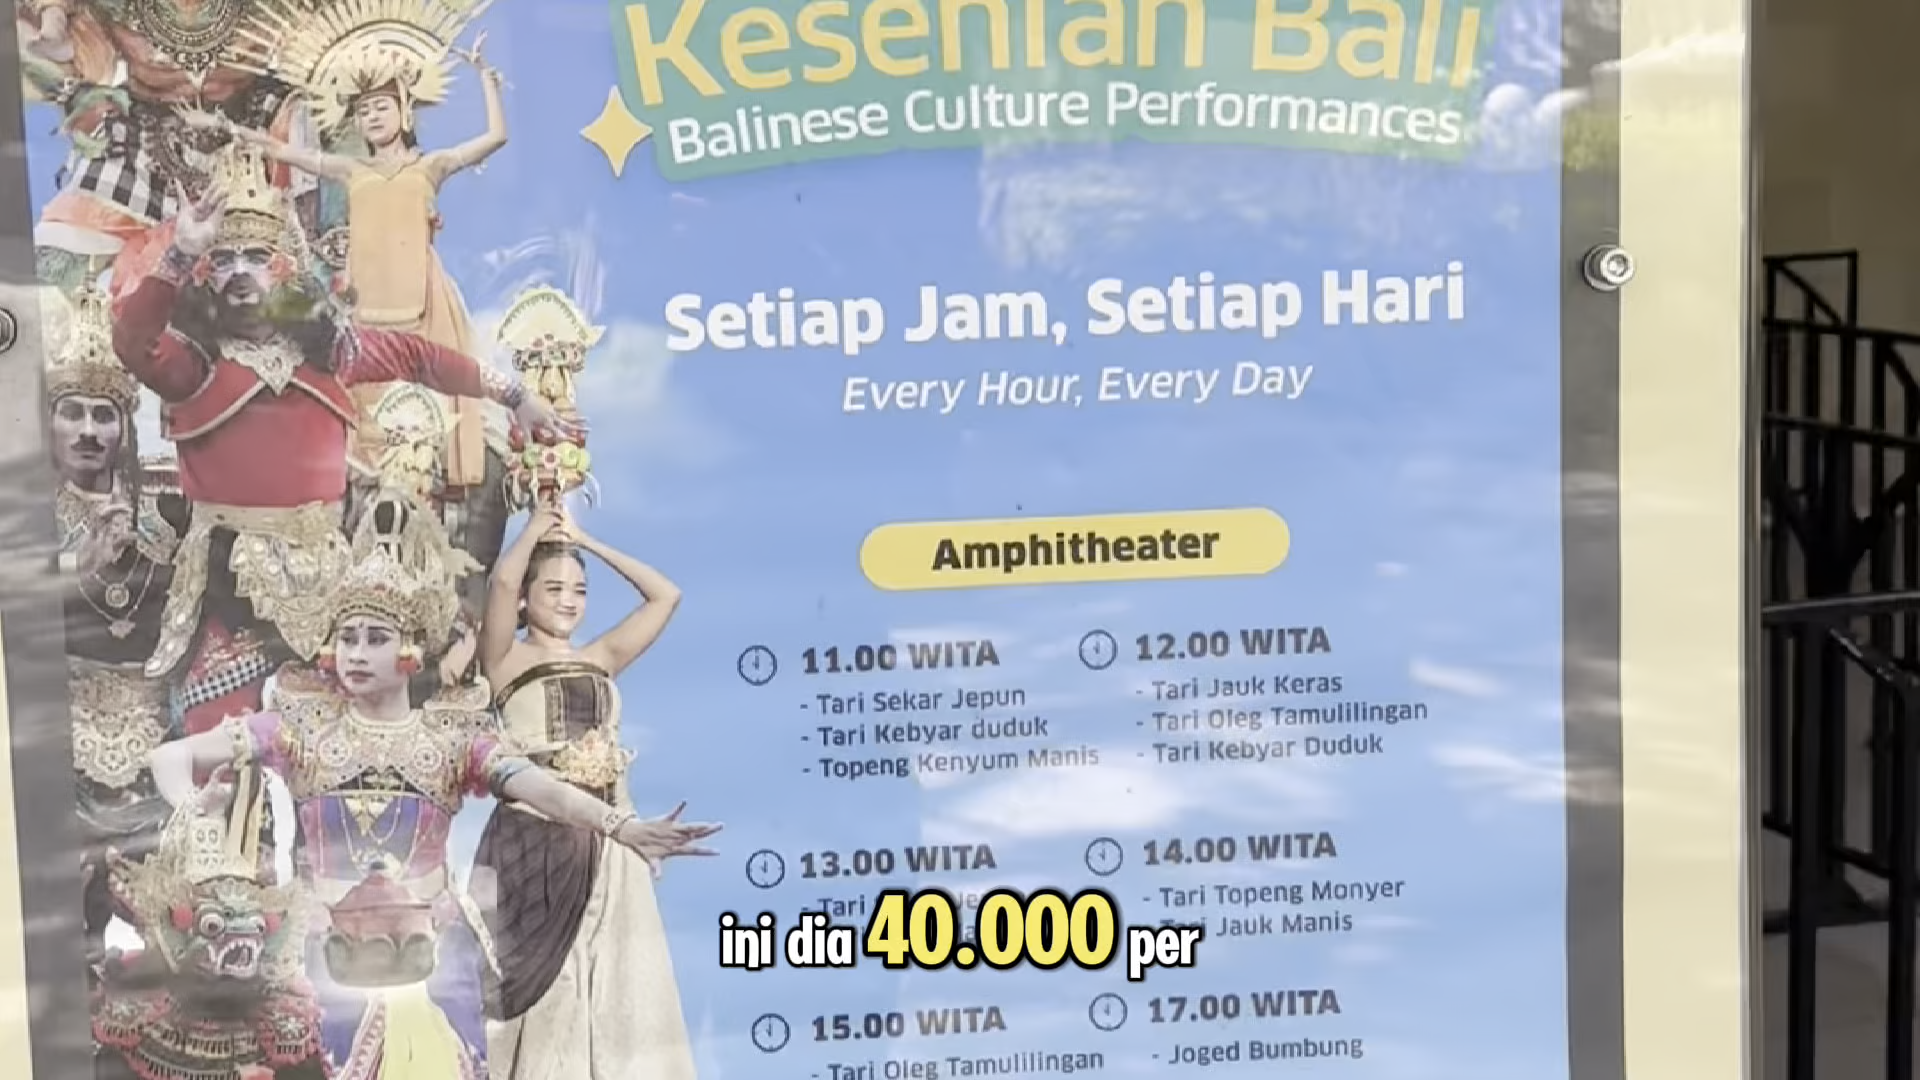 Kesenian Bali
Balinese Culture Performances
Setiap Jam, Setiap Hari
Every Hour, Every Day
Amphitheater
11.00 WITA
- Tari Sekar Jepun
- Tari Kebyar duduk
- Topeng Kenyum Manis
12.00 WITA
- Tari Jauk Keras
- Tari Oleg Tamulilingan
- Tari Kebyar Duduk
13.00 WITA
- Tari
14.00 WITA
- Tari Topeng Monyer
Jauk Manis
ini dia 40.000 per
15.00 WITA
- Tari Oleg Tamulilingan
17.00 WITA
- Joged Bumbung